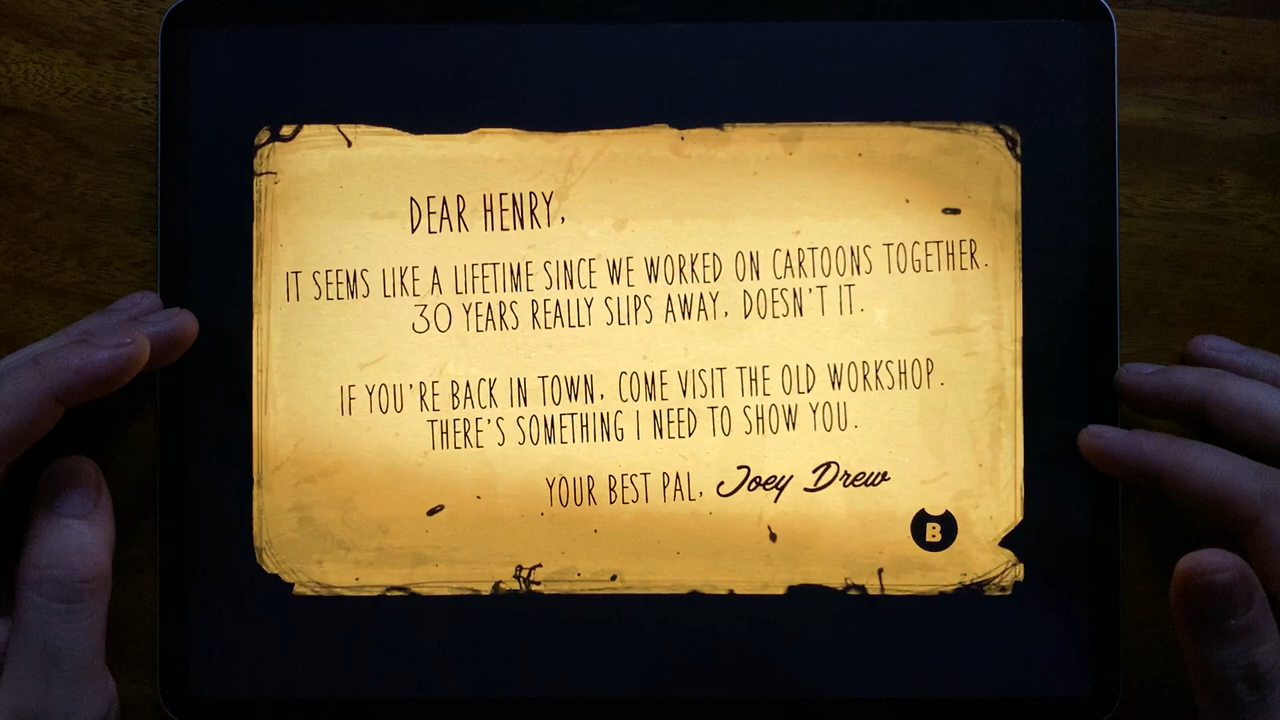 DEAR HENRY,
IT SEEMS LIKE A LIFETIME SINCE WE WORKED ON CARTOONS TOGETHER.
30 YEARS REALLY SLIPS AWAY, DOESN'T IT.
IF YOU'RE BACK IN TOWN, COME VISIT THE OLD WORKSHOP.
THERE'S SOMETHING I NEED TO SHOW YOU.
YOUR BEST PAL, Joey Drew
B